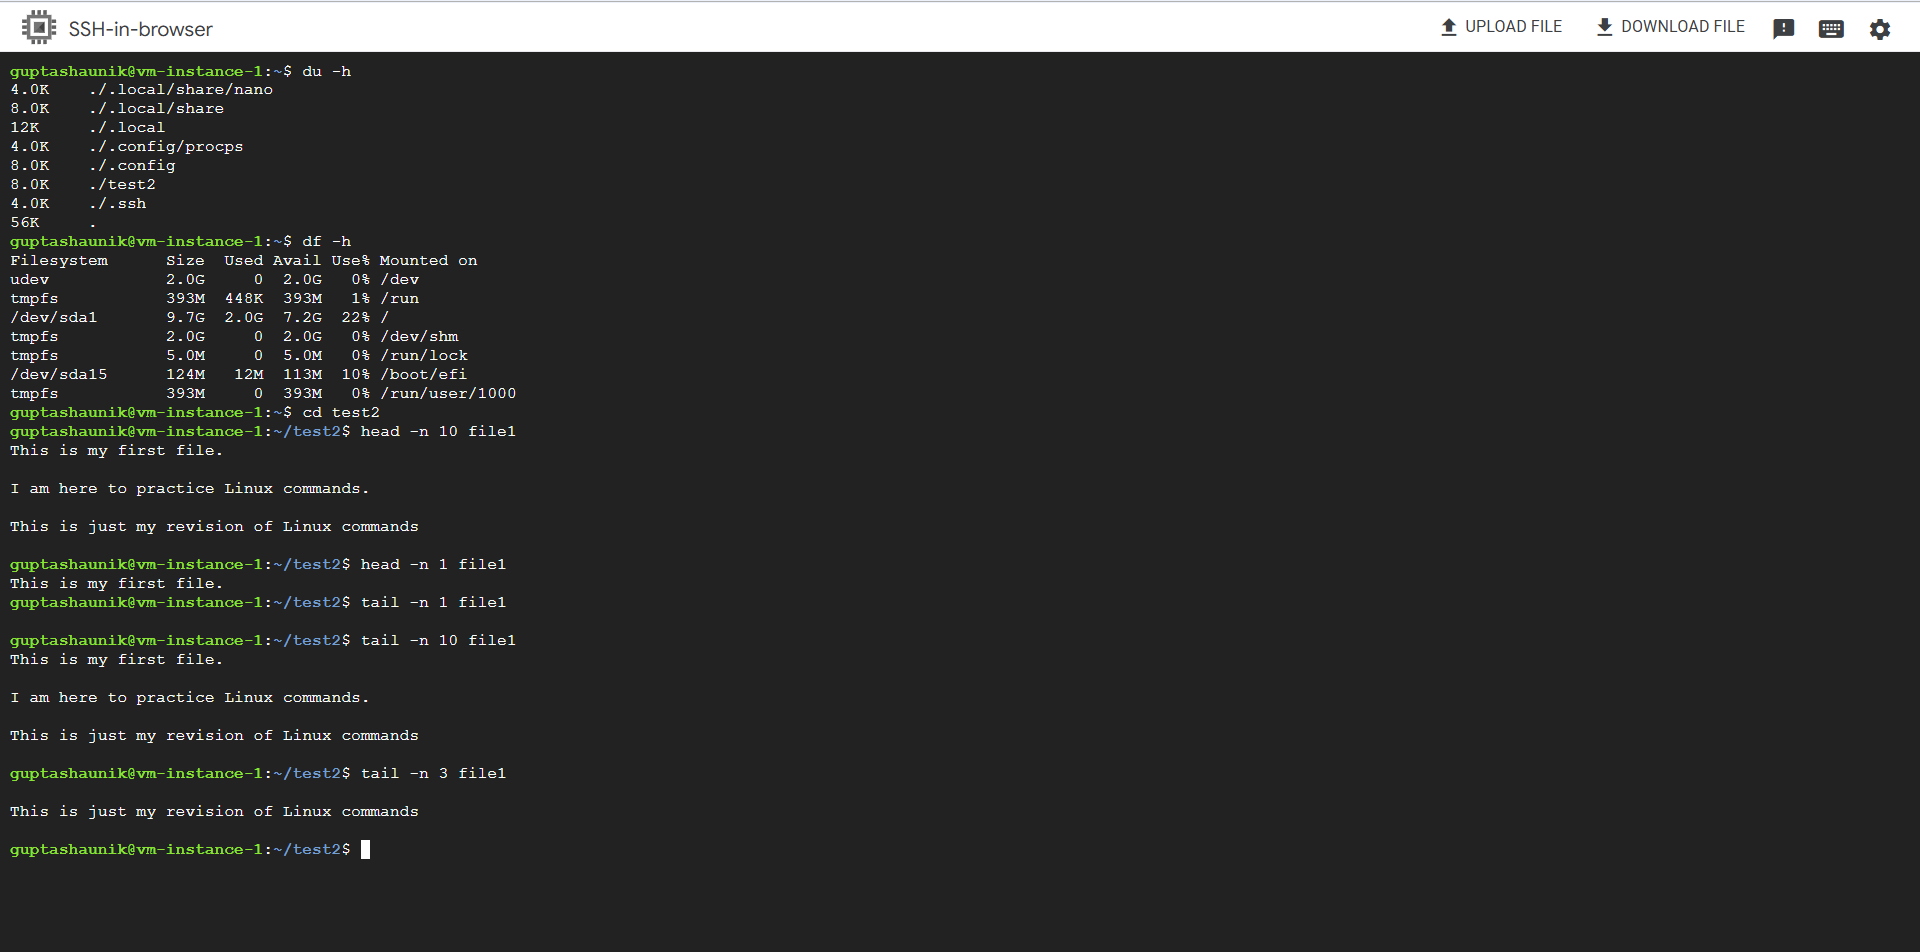 SSH-in-browser
UPLOAD FILE
DOWNLOAD FILE
guptashaunik@vm-instance-1:~$ du -h
4.0K    ./.local/share/nano
8.0K    ./.local/share
12K     ./.local
4.0K    ./.config/procps
8.0K    ./.config
8.0K    ./test2
4.0K    ./.ssh
56K     .
guptashaunik@vm-instance-1:~$ df -h
Filesystem      Size  Used Avail Use% Mounted on
udev            2.0G     0  2.0G   0% /dev
tmpfs           393M  448K  393M   1% /run
/dev/sda1       9.7G  2.0G  7.2G  22% /
tmpfs           2.0G     0  2.0G   0% /dev/shm
tmpfs           5.0M     0  5.0M   0% /run/lock
/dev/sda15      124M   12M  113M  10% /boot/efi
tmpfs           393M     0  393M   0% /run/user/1000
guptashaunik@vm-instance-1:~$ cd test2
guptashaunik@vm-instance-1:~/test2$ head -n 10 file1
This is my first file.
I am here to practice Linux commands.
This is just my revision of Linux commands
guptashaunik@vm-instance-1:~/test2$ head -n 1 file1
This is my first file.
guptashaunik@vm-instance-1:~/test2$ tail -n 1 file1
guptashaunik@vm-instance-1:~/test2$ tail -n 10 file1
This is my first file.
I am here to practice Linux commands.
This is just my revision of Linux commands
guptashaunik@vm-instance-1:~/test2$ tail -n 3 file1
This is just my revision of Linux commands
guptashaunik@vm-instance-1:~/test2$